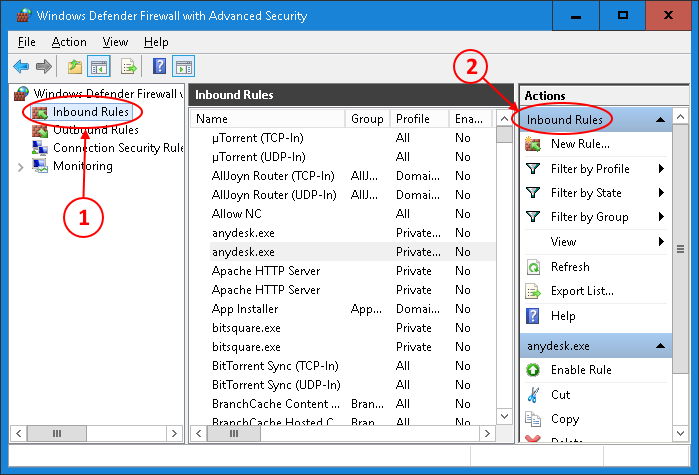 Windows Defender Firewall with Advanced Security
File Action View Help
Windows Defender Firewall v
Inbound Rules
Outbound Rules
Connection Security Rule
Monitoring
1
Inbound Rules
Name Group Profile Ena...
µTorrent (TCP-In) All No
µTorrent (UDP-In) All No
AllJoyn Router (TCP-In) AllJ... Domai... No
AllJoyn Router (UDP-In) AllJ... Domai... No
Allow NC All No
anydesk.exe Private... No
anydesk.exe Private... No
Apache HTTP Server Private No
Apache HTTP Server Private No
App Installer App... Domai... No
bitsquare.exe Private No
bitsquare.exe Private No
BitTorrent Sync (TCP-In) All No
BitTorrent Sync (UDP-In) All No
BranchCache Content ... Bran... All No
BranchCache Hosted C... Bran... All No
2
Actions
Inbound Rules
New Rule...
Filter by Profile
Filter by State
Filter by Group
View
Refresh
Export List...
Help
anydesk.exe
Enable Rule
Cut
Copy
Delete